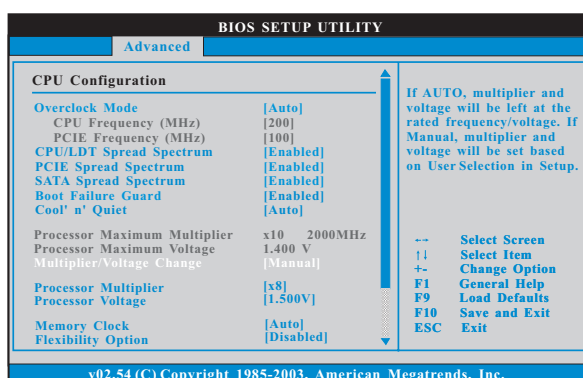 BIOS SETUP UTILITY
Advanced
CPU Configuration
Overclock Mode [Auto]
CPU Frequency (MHz) [200]
PCIE Frequency (MHz) [100]
CPU/LDT Spread Spectrum [Enabled]
PCIE Spread Spectrum [Enabled]
SATA Spread Spectrum [Enabled]
Boot Failure Guard [Enabled]
Cool' n' Quiet [Auto]
Processor Maximum Multiplier x10 2000MHz
Processor Maximum Voltage 1.400 V
Multiplier/Voltage Change [Manual]
Processor Multiplier [x8]
Processor Voltage [1.500V]
Memory Clock [Auto]
Flexibility Option [Disabled]
If AUTO, multiplier and
voltage will be left at the
rated frequency/voltage. If
Manual, multiplier and
voltage will be set based
on User Selection in Setup.
←→ Select Screen
↑↓ Select Item
+- Change Option
F1 General Help
F9 Load Defaults
F10 Save and Exit
ESC Exit
v02.54 (C) Copyright 1985-2003, American Megatrends, Inc.